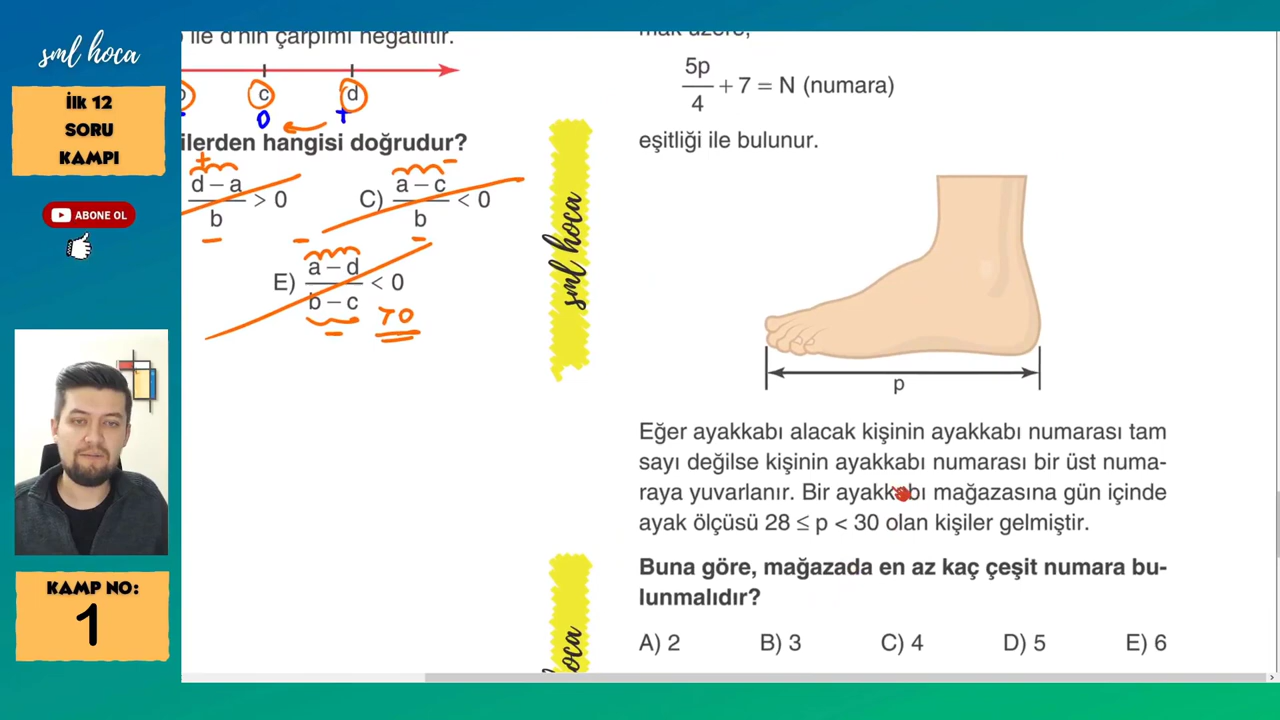 sml hoca
İlk 12
SORU
KAMPI
ABONE OL
KAMP NO:
1
ile d'nin çarpımı negatiftir.
c d
0 +
ilerden hangisi doğrudur?
+
d – a
b
> 0
–
C) a – c
b
< 0
–
–
–
E) a – d
b – c
< 0
–
> 0
sml hoca
hoca
5p
4
+ 7 = N (numara)
eşitliği ile bulunur.
p
Eğer ayakkabı alacak kişinin ayakkabı numarası tam
sayı değilse kişinin ayakkabı numarası bir üst numa-
raya yuvarlanır. Bir ayakkabı mağazasına gün içinde
ayak ölçüsü 28 ≤ p < 30 olan kişiler gelmiştir.
Buna göre, mağazada en az kaç çeşit numara bu-
lunmalıdır?
A) 2 B) 3 C) 4 D) 5 E) 6